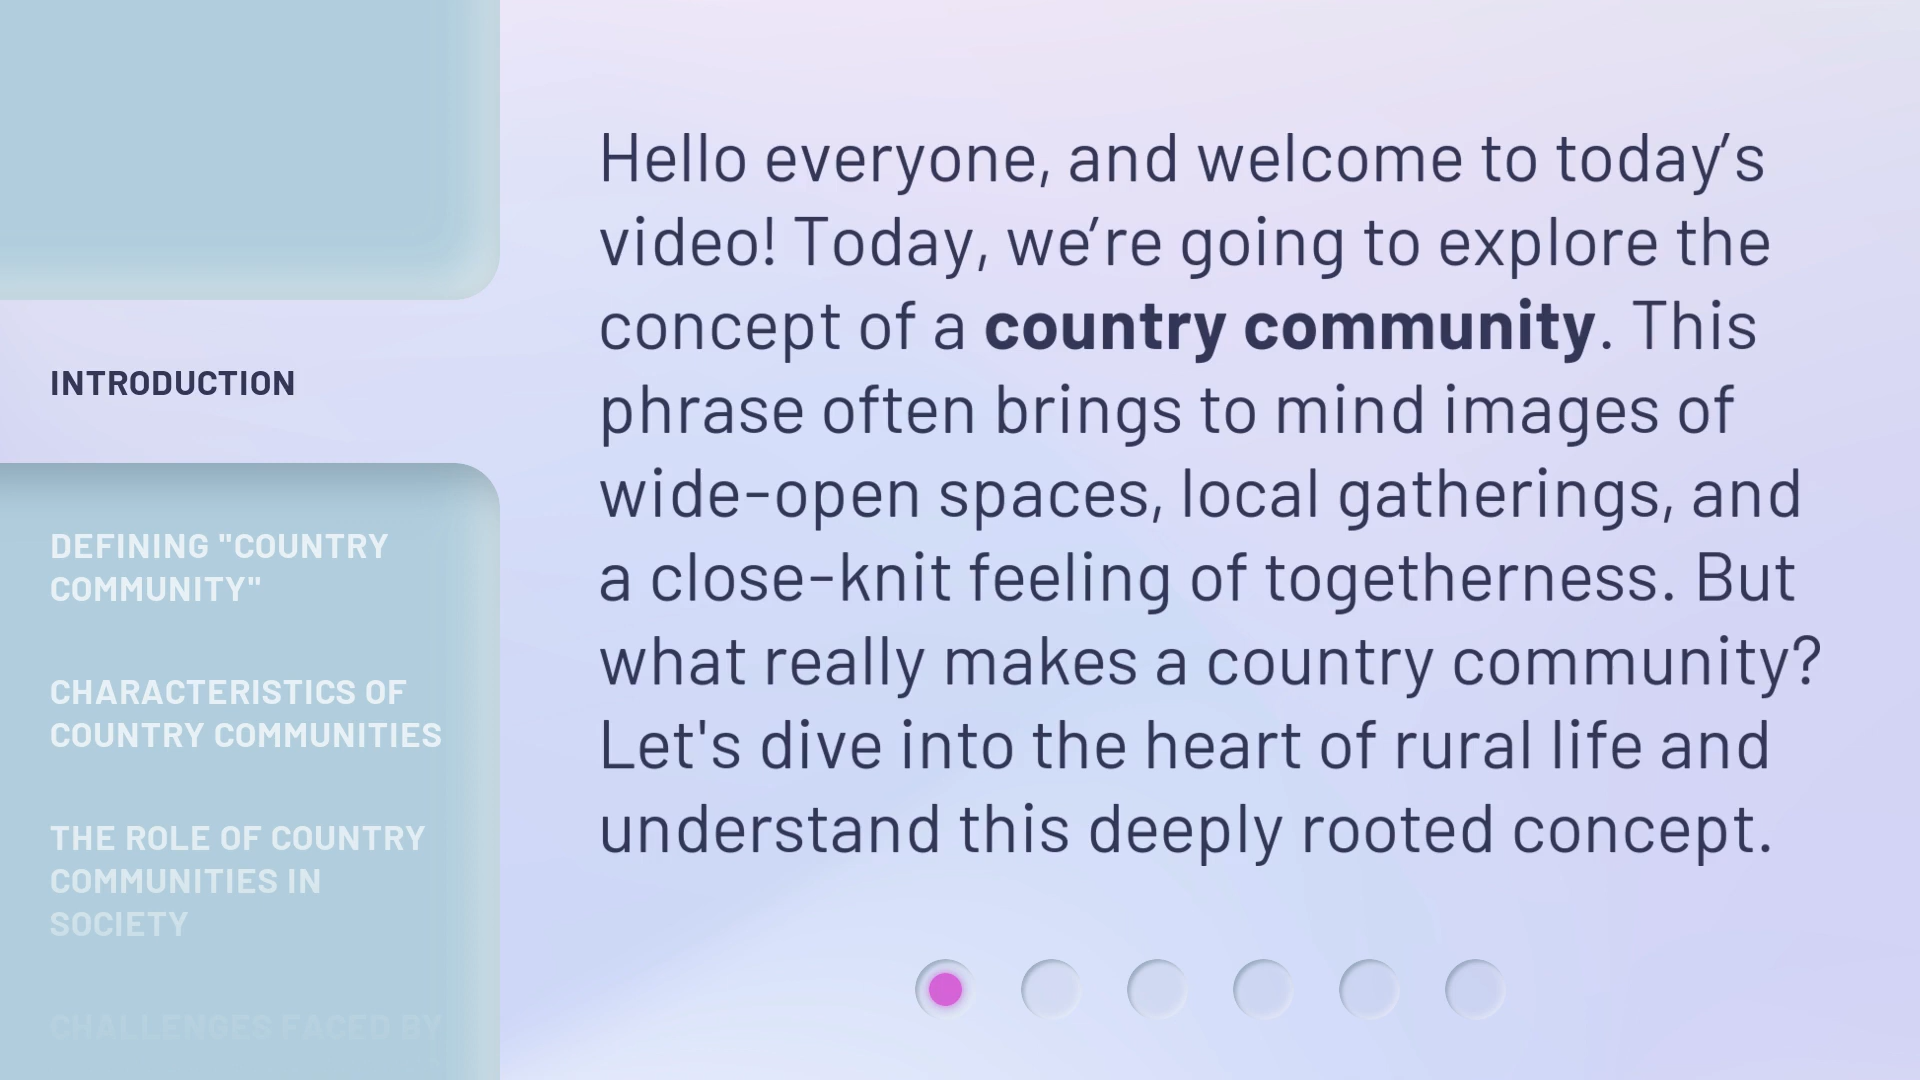 INTRODUCTION
DEFINING "COUNTRY
COMMUNITY"
CHARACTERISTICS OF
COUNTRY COMMUNITIES
THE ROLE OF COUNTRY
COMMUNITIES IN
SOCIETY
CHALLENGES FACED BY
Hello everyone, and welcome to today’s
video! Today, we’re going to explore the
concept of a country community. This
phrase often brings to mind images of
wide-open spaces, local gatherings, and
a close-knit feeling of togetherness. But
what really makes a country community?
Let's dive into the heart of rural life and
understand this deeply rooted concept.